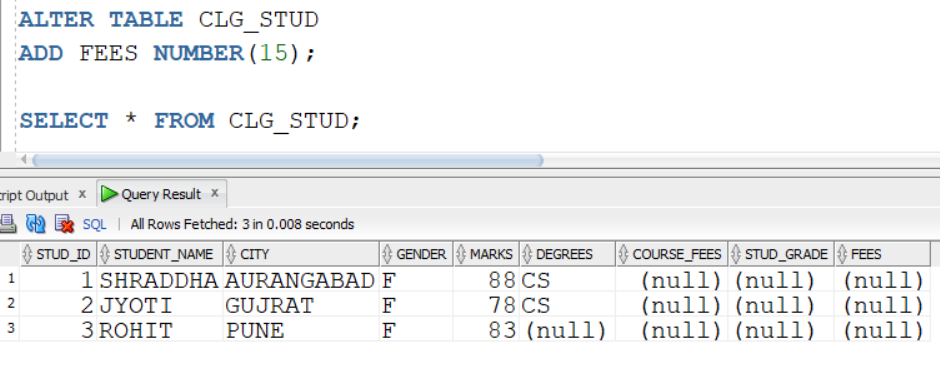 ALTER TABLE CLG_STUD
ADD FEES NUMBER(15);
SELECT * FROM CLG_STUD;
ript Output x Query Result x
SQL | All Rows Fetched: 3 in 0.008 seconds
STUD_ID STUDENT_NAME CITY GENDER MARKS DEGREES COURSE_FEES STUD_GRADE FEES
1 1 SHRADDHA AURANGABAD F 88 CS (null) (null) (null)
2 2 JYOTI GUJRAT F 78 CS (null) (null) (null)
3 3 ROHIT PUNE F 83 (null) (null) (null) (null)